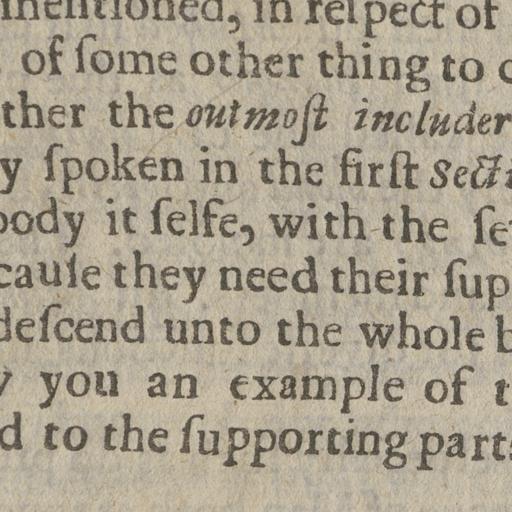 mentioned, in reſpect of
of ſome other thing to
ther the outmoſt includer
y ſpoken in the firſt Secti
body it ſelfe, with the ſe
cauſe they need their ſup
deſcend unto the whole b
you an example of t
d to the ſupporting parts